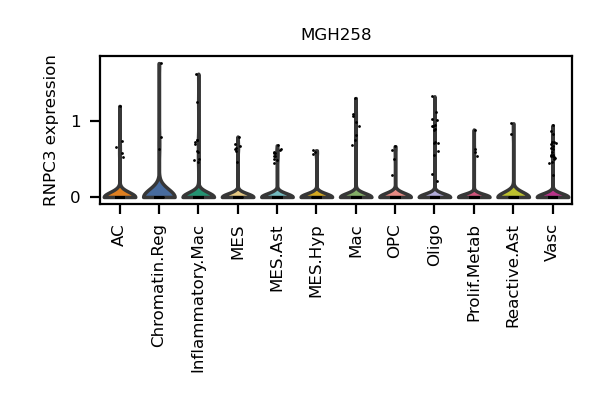 MGH258
RNPC3 expression
1
0
AC
Chromatin.Reg
Inflammatory.Mac
MES
MES.Ast
MES.Hyp
Mac
OPC
Oligo
Prolif.Metab
Reactive.Ast
Vasc